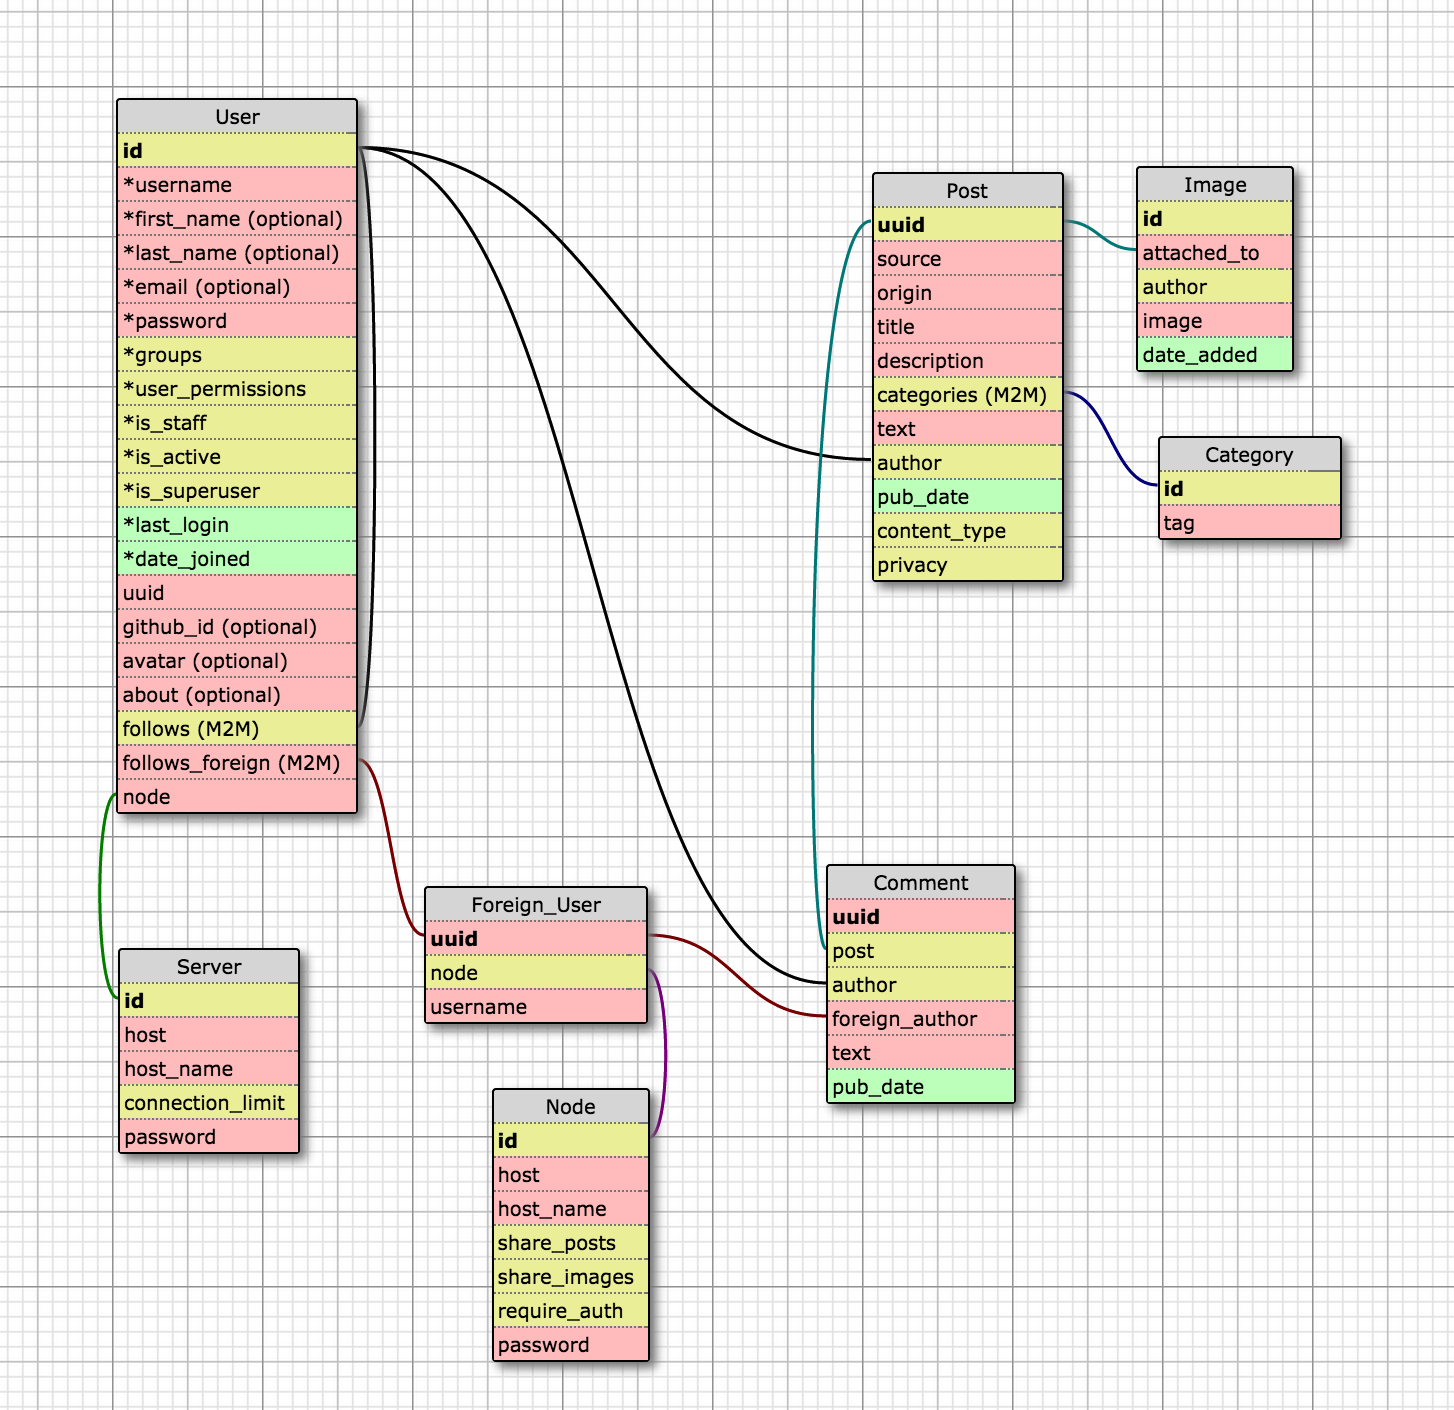 User
id
*username
*first_name (optional)
*last_name (optional)
*email (optional)
*password
*groups
*user_permissions
*is_staff
*is_active
*is_superuser
*last_login
*date_joined
uuid
github_id (optional)
avatar (optional)
about (optional)
follows (M2M)
follows_foreign (M2M)
node
Post
uuid
source
origin
title
description
categories (M2M)
text
author
pub_date
content_type
privacy
Image
id
attached_to
author
image
date_added
Category
id
tag
Server
id
host
host_name
connection_limit
password
Foreign_User
uuid
node
username
Comment
uuid
post
author
foreign_author
text
pub_date
Node
id
host
host_name
share_posts
share_images
require_auth
password